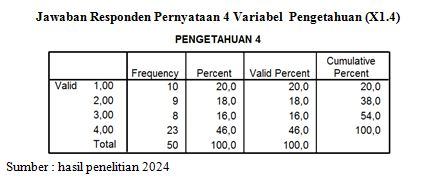 Jawaban Responden Pernyataan 4 Variabel Pengetahuan (X1.4)
PENGETAHUAN 4
Frequency Percent Valid Percent Cumulative Percent
Valid 1,00 10 20,0 20,0 20,0
2,00 9 18,0 18,0 38,0
3,00 8 16,0 16,0 54,0
4,00 23 46,0 46,0 100,0
Total 50 100,0 100,0
Sumber : hasil penelitian 2024